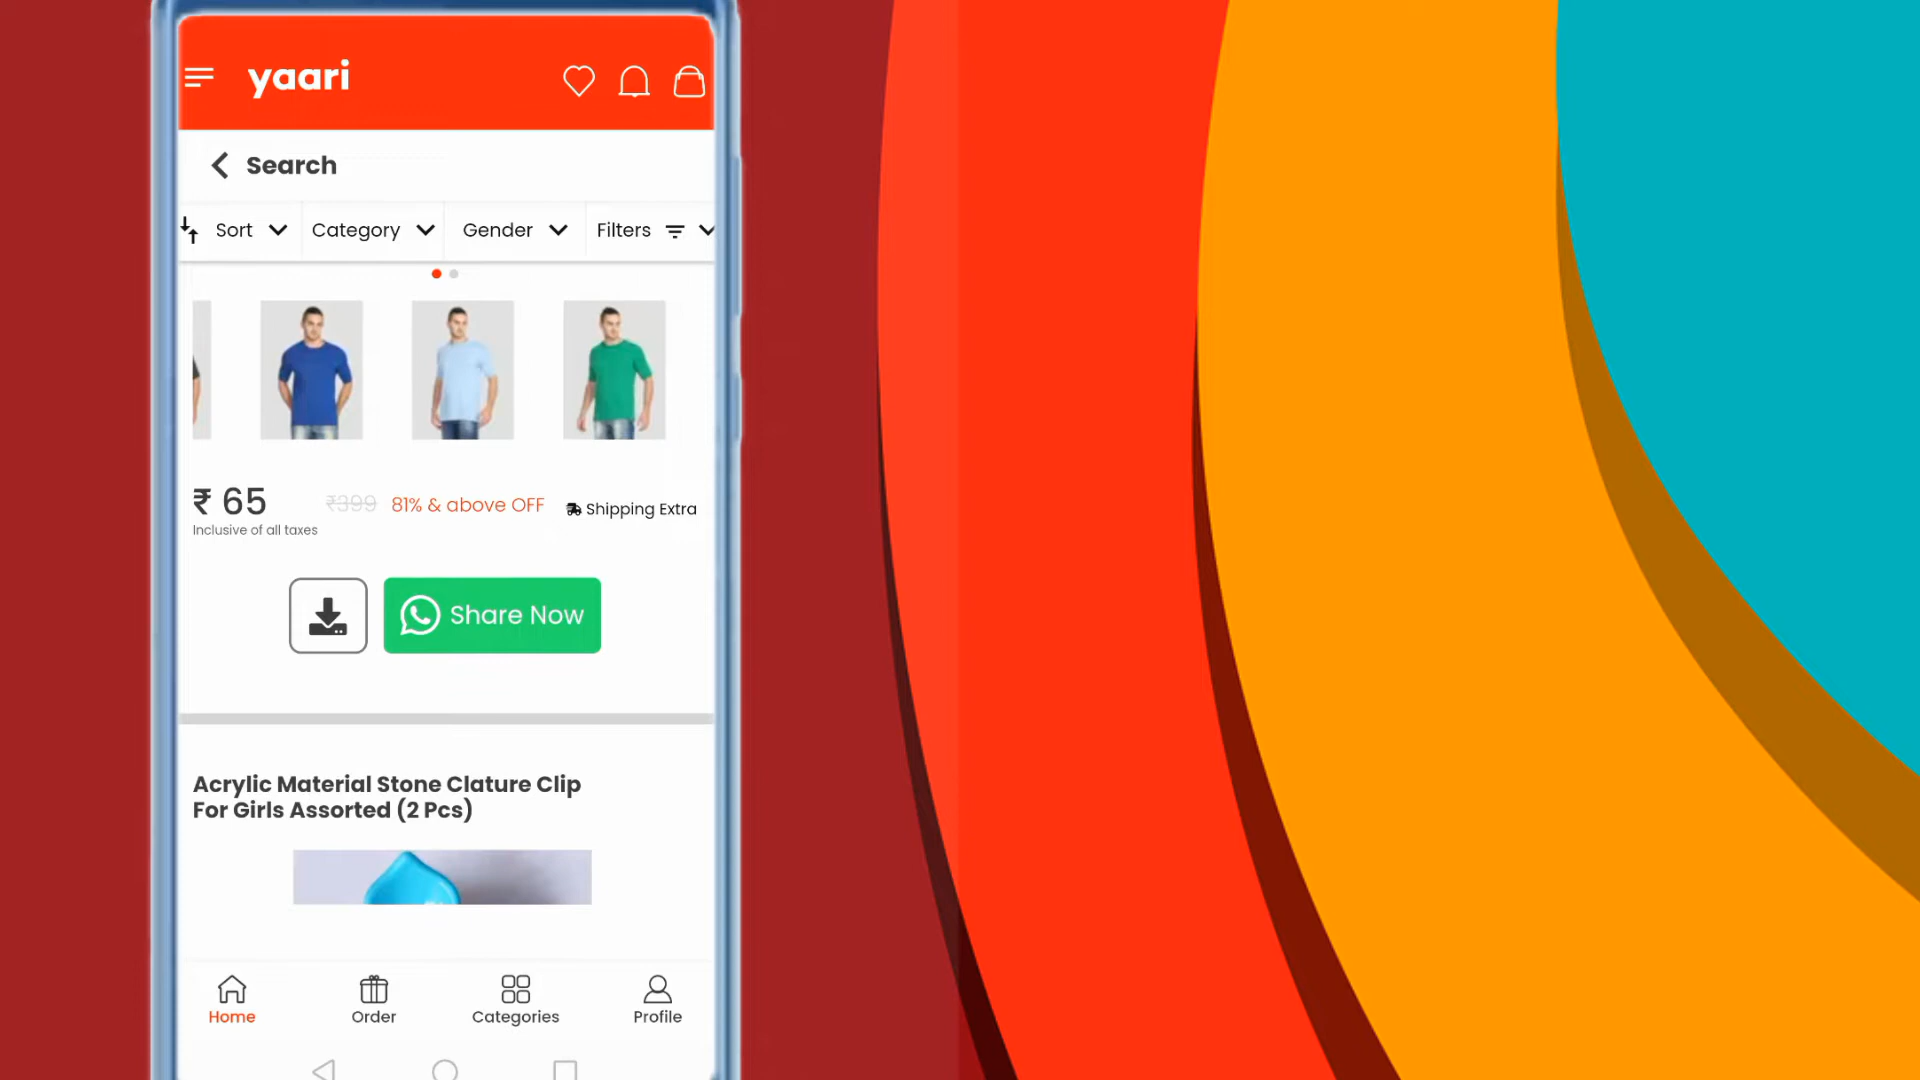 yaari
Search
Sort
Category
Gender
Filters
₹ 65
₹399
81% & above OFF
Shipping Extra
Inclusive of all taxes
Share Now
Acrylic Material Stone Clature Clip
For Girls Assorted (2 Pcs)
Home
Order
Categories
Profile